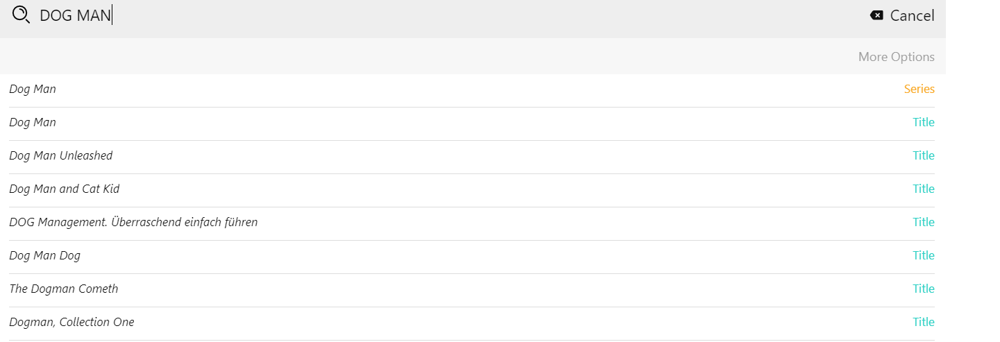 DOG MAN Cancel
More Options
Dog Man Series
Dog Man Title
Dog Man Unleashed Title
Dog Man and Cat Kid Title
DOG Management. Überraschend einfach führen Title
Dog Man Dog Title
The Dogman Cometh Title
Dogman, Collection One Title